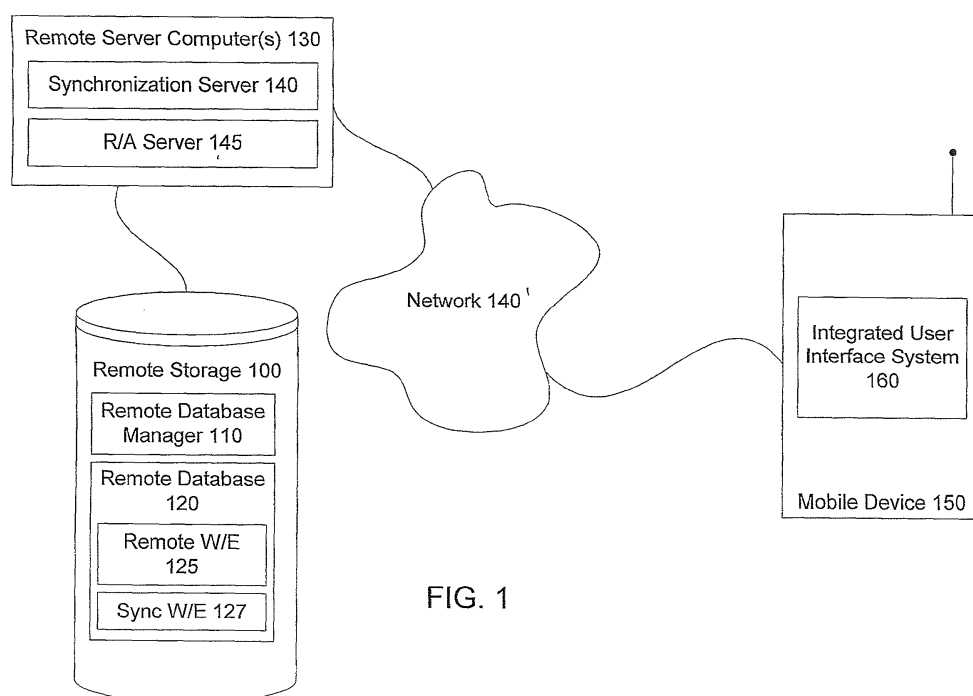 Remote Server Computer(s) 130
Synchronization Server 140
R/A Server 145
Network 140
Integrated User
Interface System
160
Mobile Device 150
Remote Storage 100
Remote Database
Manager 110
Remote Database
120
Remote W/E
125
Sync W/E 127
FIG. 1